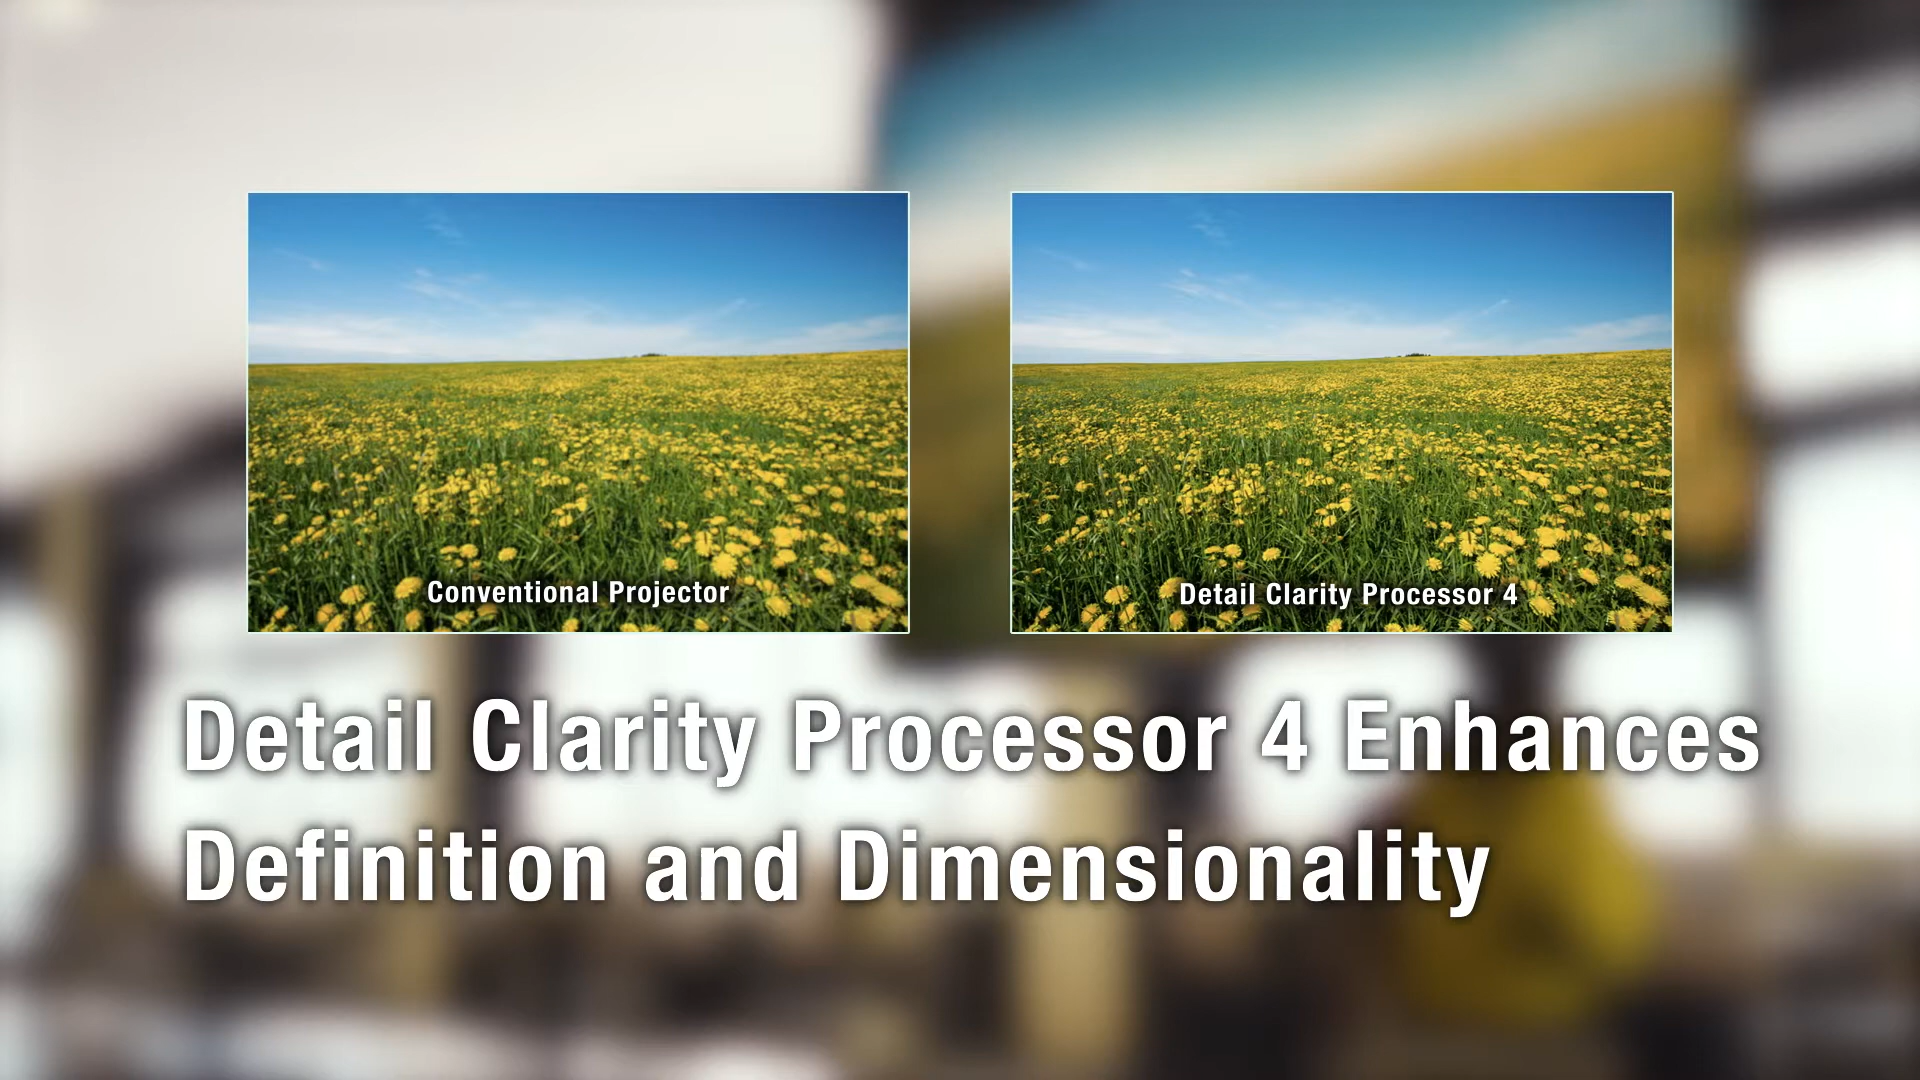 Conventional Projector
Detail Clarity Processor 4
Detail Clarity Processor 4 Enhances
Definition and Dimensionality